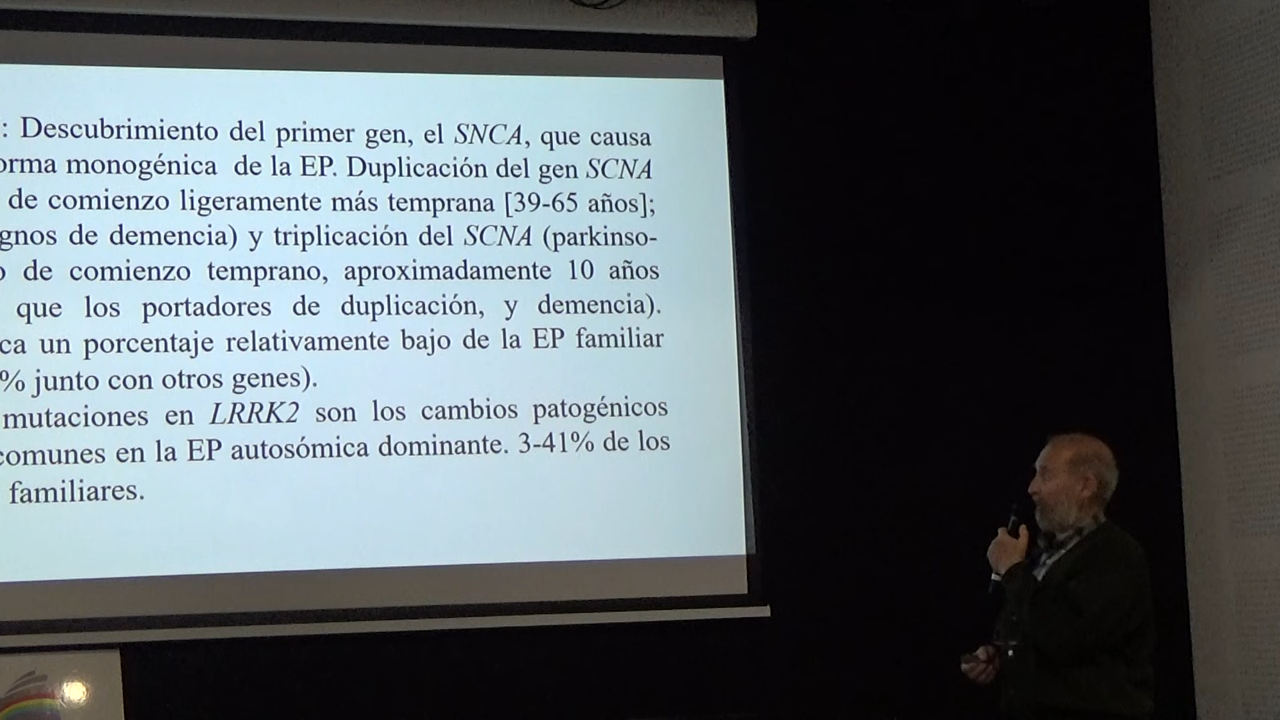 : Descubrimiento del primer gen, el SNCA, que causa
orma monogénica de la EP. Duplicación del gen SCNA
de comienzo ligeramente más temprana [39-65 años];
gnos de demencia) y triplicación del SCNA (parkinso-
o de comienzo temprano, aproximadamente 10 años
que los portadores de duplicación, y demencia).
ca un porcentaje relativamente bajo de la EP familiar
% junto con otros genes).
mutaciones en LRRK2 son los cambios patogénicos
comunes en la EP autosómica dominante. 3-41% de los
familiares.